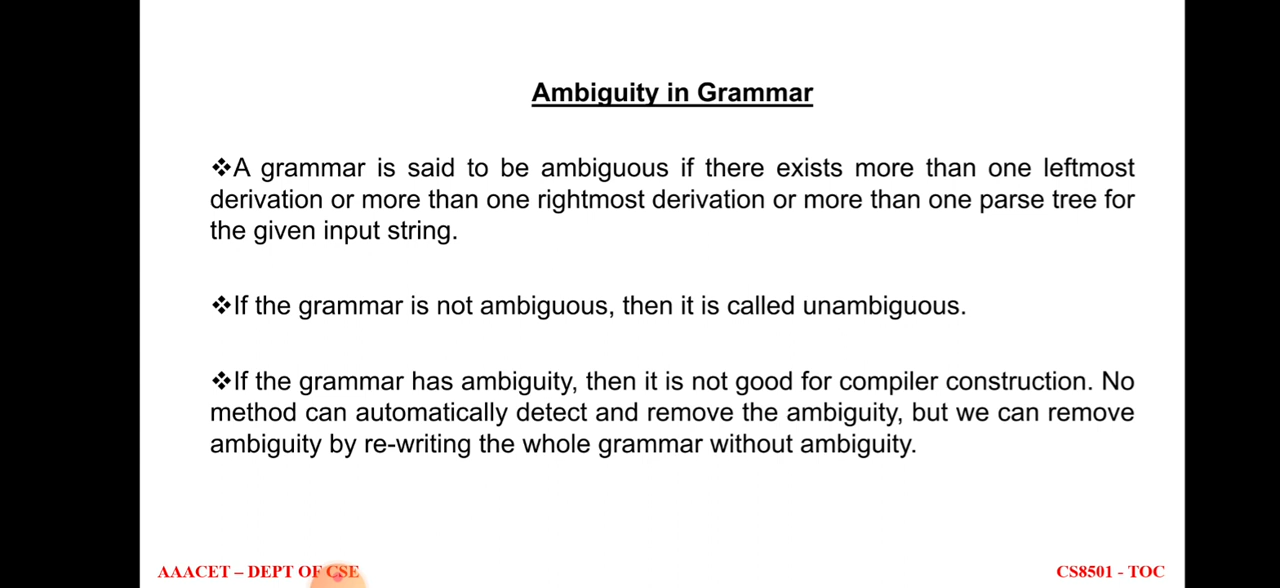 Ambiguity in Grammar
❖A grammar is said to be ambiguous if there exists more than one leftmost
derivation or more than one rightmost derivation or more than one parse tree for
the given input string.
❖If the grammar is not ambiguous, then it is called unambiguous.
❖If the grammar has ambiguity, then it is not good for compiler construction. No
method can automatically detect and remove the ambiguity, but we can remove
ambiguity by re-writing the whole grammar without ambiguity.
AAACET – DEPT OF CSE
CS8501 - TOC